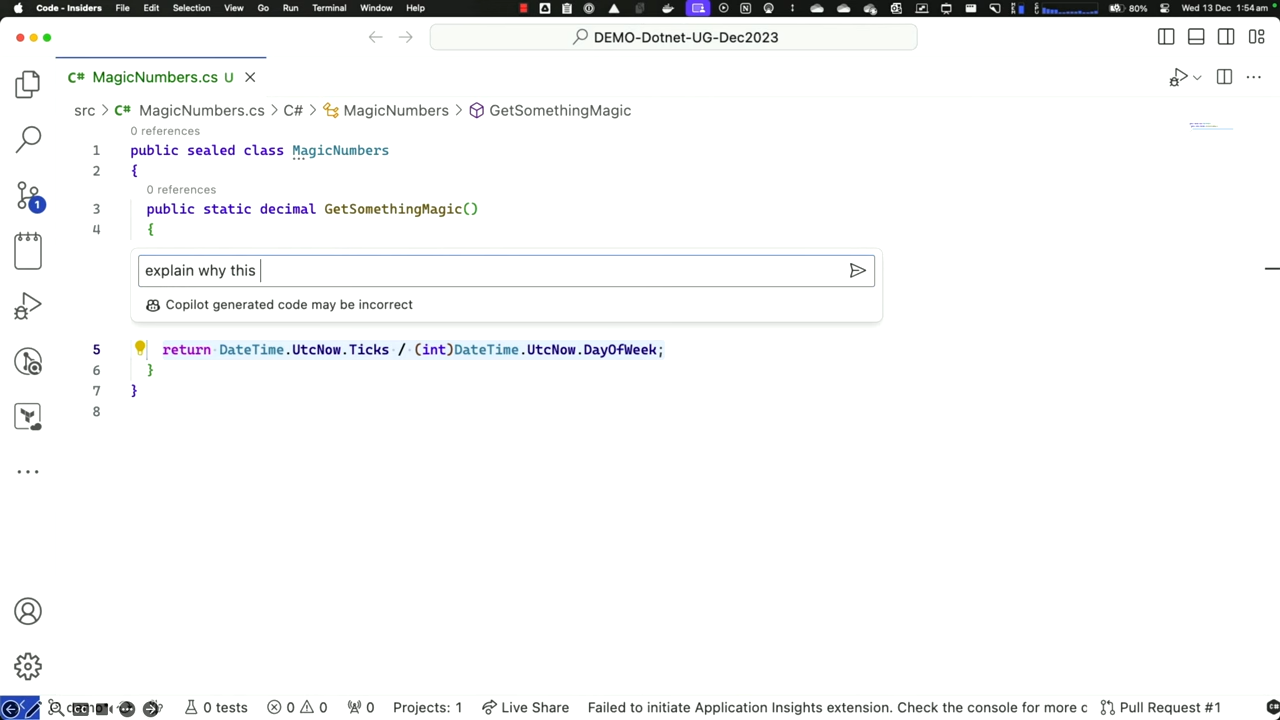 Code File Edit Selection View Go Run Terminal Window Help 80% Wed 13 Dec 1:54 am
DEMO-Dotnet-UG-Dec2023
C# MagicNumbers.cs U
src > C# MagicNumbers.cs > C# > MagicNumbers > GetSomethingMagic
0 references
1 public sealed class MagicNumbers
2 {
0 references
3 public static decimal GetSomethingMagic()
4 {
explain why this
Copilot generated code may be incorrect
5 return DateTime.UtcNow.Ticks / (int)DateTime.UtcNow.DayOfWeek;
6 }
7 }
8
1
0 tests 0 0 0 Projects: 1 Live Share Failed to initiate Application Insights extension. Check the console for more Pull Request #1